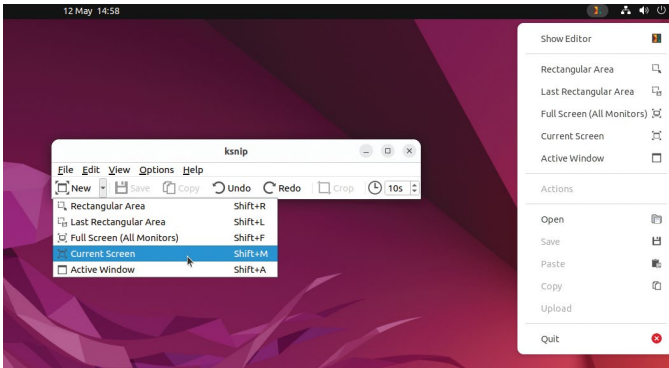 12 May 14:58
ksnip
File Edit View Options Help
New Save Copy Undo Redo Crop 10s
Rectangular Area Shift+R
Last Rectangular Area Shift+L
Full Screen (All Monitors) Shift+F
Current Screen Shift+M
Active Window Shift+A
Show Editor
Rectangular Area
Last Rectangular Area
Full Screen (All Monitors)
Current Screen
Active Window
Actions
Open
Save
Paste
Copy
Upload
Quit